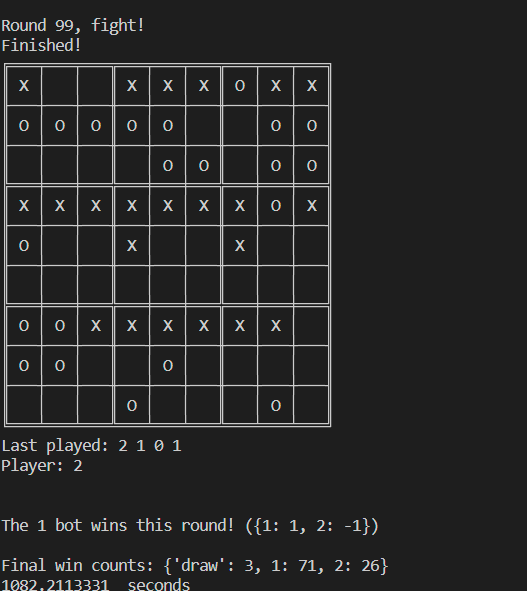 Round 99, fight!
Finished!
X X X X O X X
O O O O O O O
O O O O
X X X X X X X O X
O X X
O O X X X X X X
O O O
O O
Last played: 2 1 0 1
Player: 2
The 1 bot wins this round! ({1: 1, 2: -1})
Final win counts: {'draw': 3, 1: 71, 2: 26}
1082.2113331 seconds